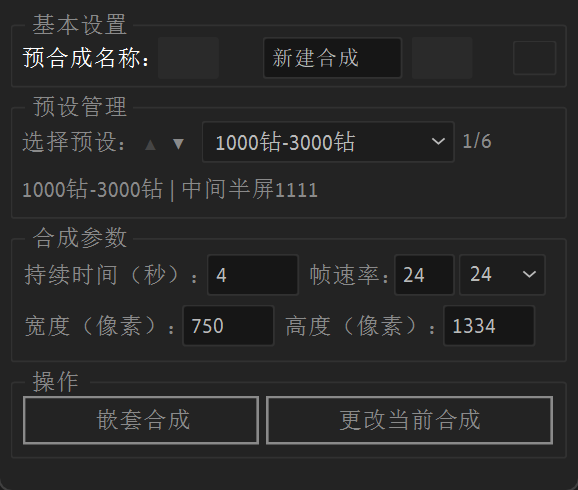 基本设置
预合成名称： 新建合成
预设管理
选择预设： ▲ ▼ 1000钻-3000钻 1/6
1000钻-3000钻 | 中间半屏1111
合成参数
持续时间（秒）: 4 帧速率: 24 24
宽度（像素）: 750 高度（像素）: 1334
操作
嵌套合成 更改当前合成